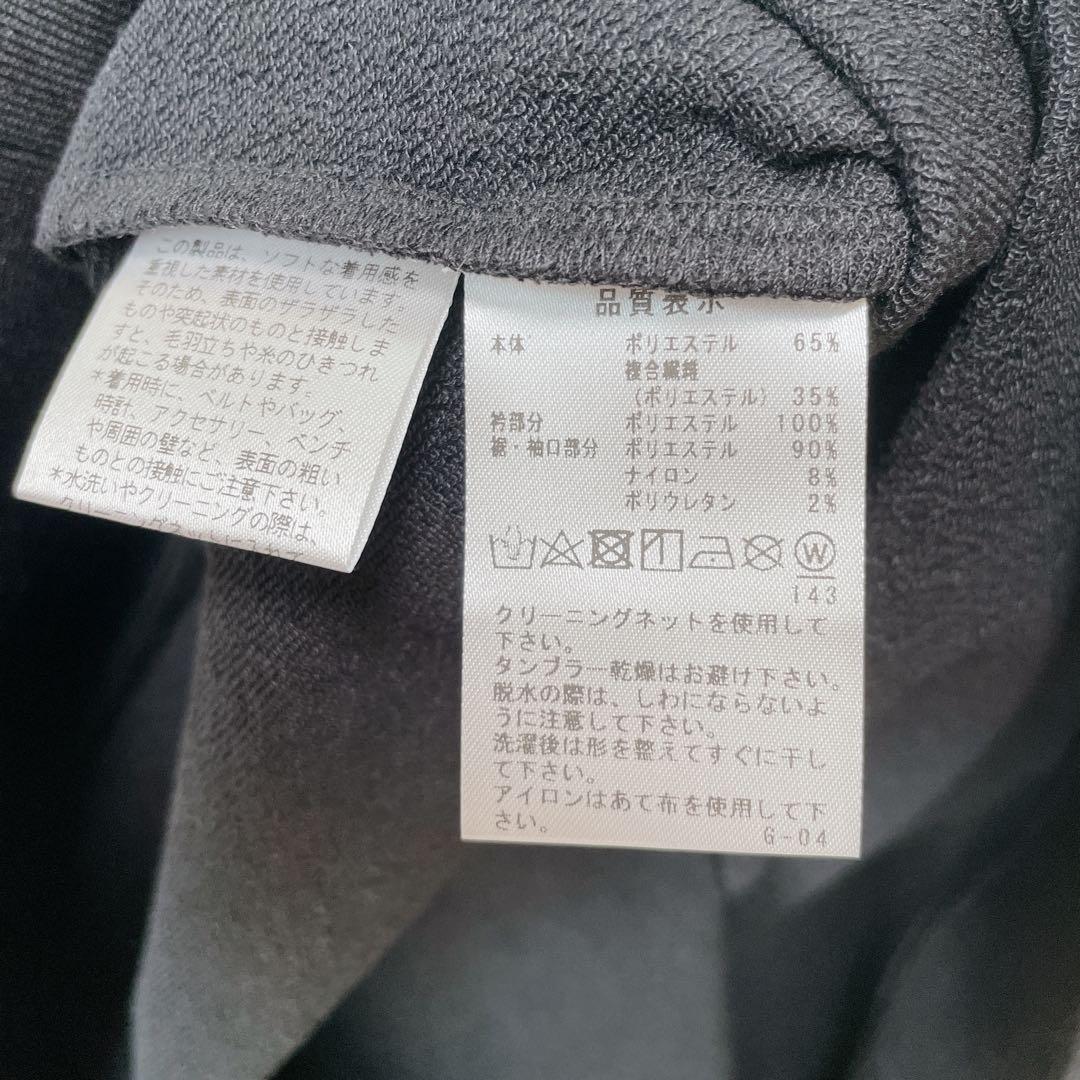 この製品は、ソフトな着用感を
重視した素材を使用しています。
そのため、表面のザラザラした
ものや突起状のものと接触しま
すと、毛羽立ちや糸のひきつれ
が起こる場合があります。
*着用時に、ベルトやバッグ、
時計、アクセサリー、ベンチ
や周囲の壁など、表面の粗い
ものとの接触にご注意下さい。
*水洗いやクリーニングの際は、
クリーニングネット
品質表示
本体 ポリエステル 65%
複合繊維
(ポリエステル) 35%
衿部分 ポリエステル 100%
裾・袖口部分 ポリエステル 90%
ナイロン 8%
ポリウレタン 2%
W
143
クリーニングネットを使用して
下さい。
タンブラー乾燥はお避け下さい。
脱水の際は、しわにならないよ
うに注意して下さい。
洗濯後は形を整えてすぐに干し
て下さい。
アイロンはあて布を使用して下
さい。 G-04